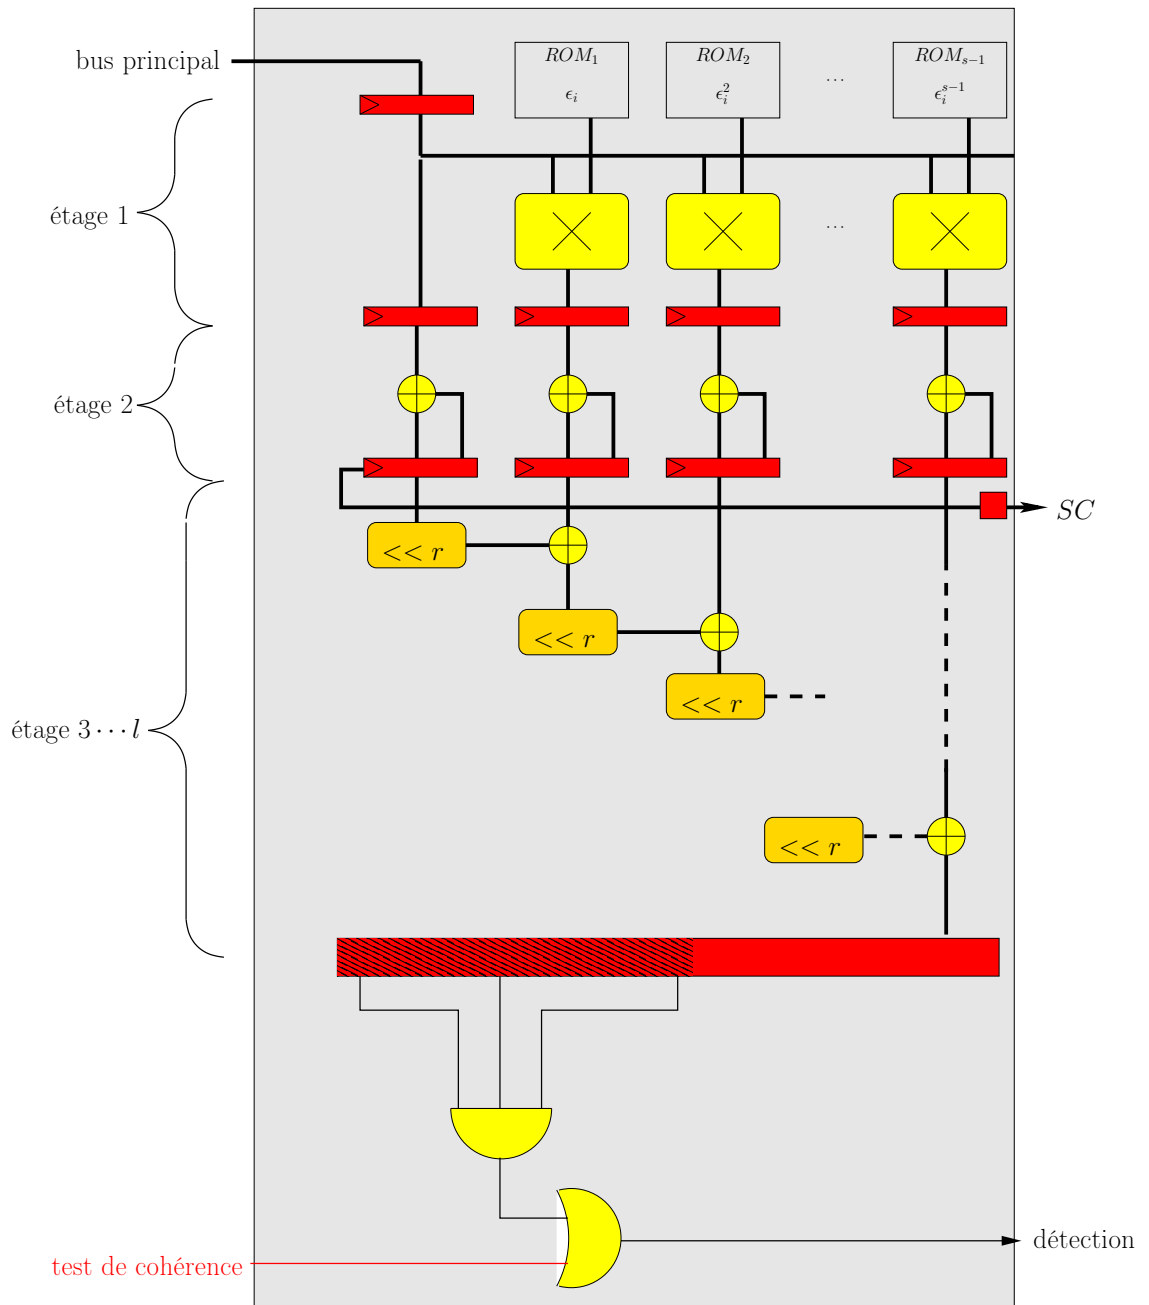 bus principal
ROM₁
ϵᵢ
ROM₂
ϵᵢ²
...
ROMₛ₋₁
ϵᵢˢ⁻¹
étage 1
...
étage 2
SC
<< r
<< r
<< r
étage 3 ⋯ l
<< r
détection
test de cohérence